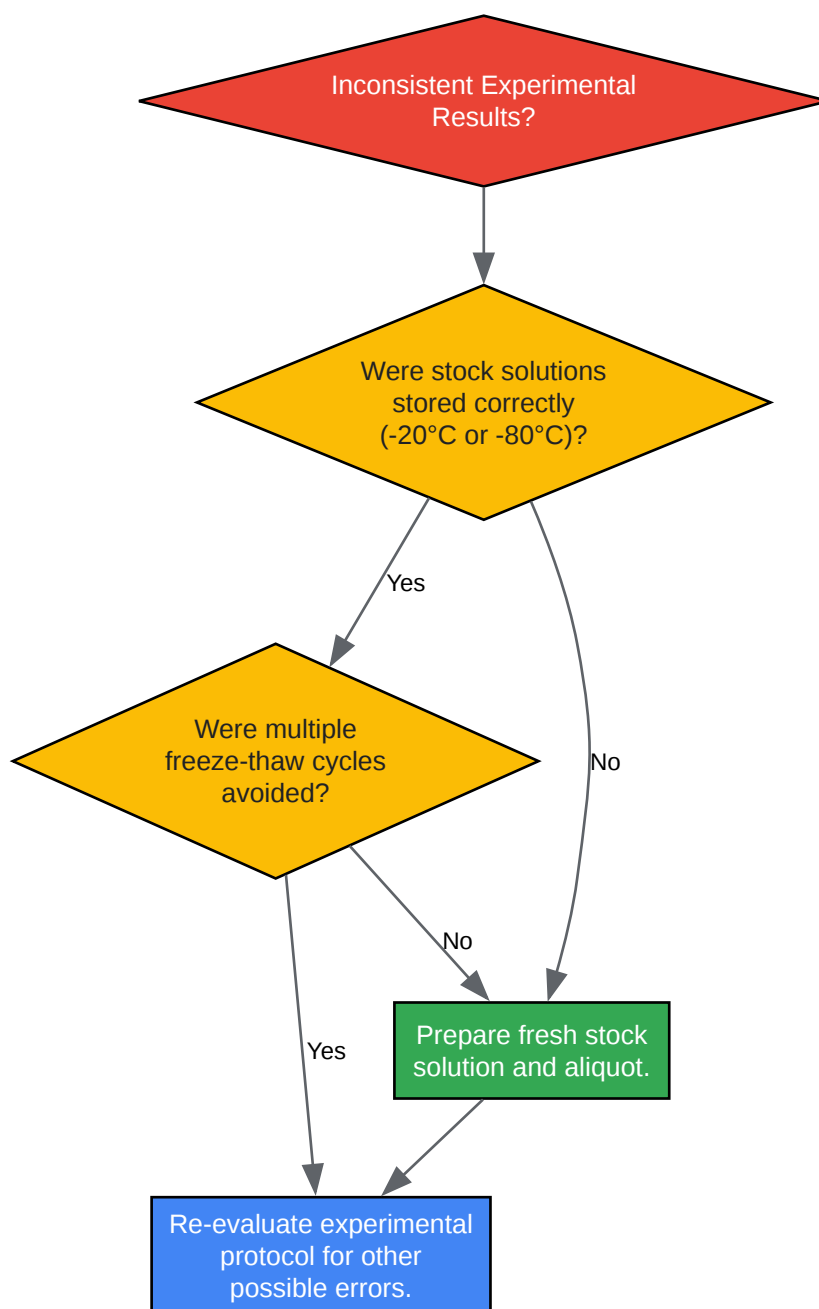 Inconsistent Experimental
Results?
Were stock solutions
stored correctly
(-20°C or -80°C)?
Yes
No
Were multiple
freeze-thaw cycles
avoided?
No
Yes
Prepare fresh stock
solution and aliquot.
Re-evaluate experimental
protocol for other
possible errors.